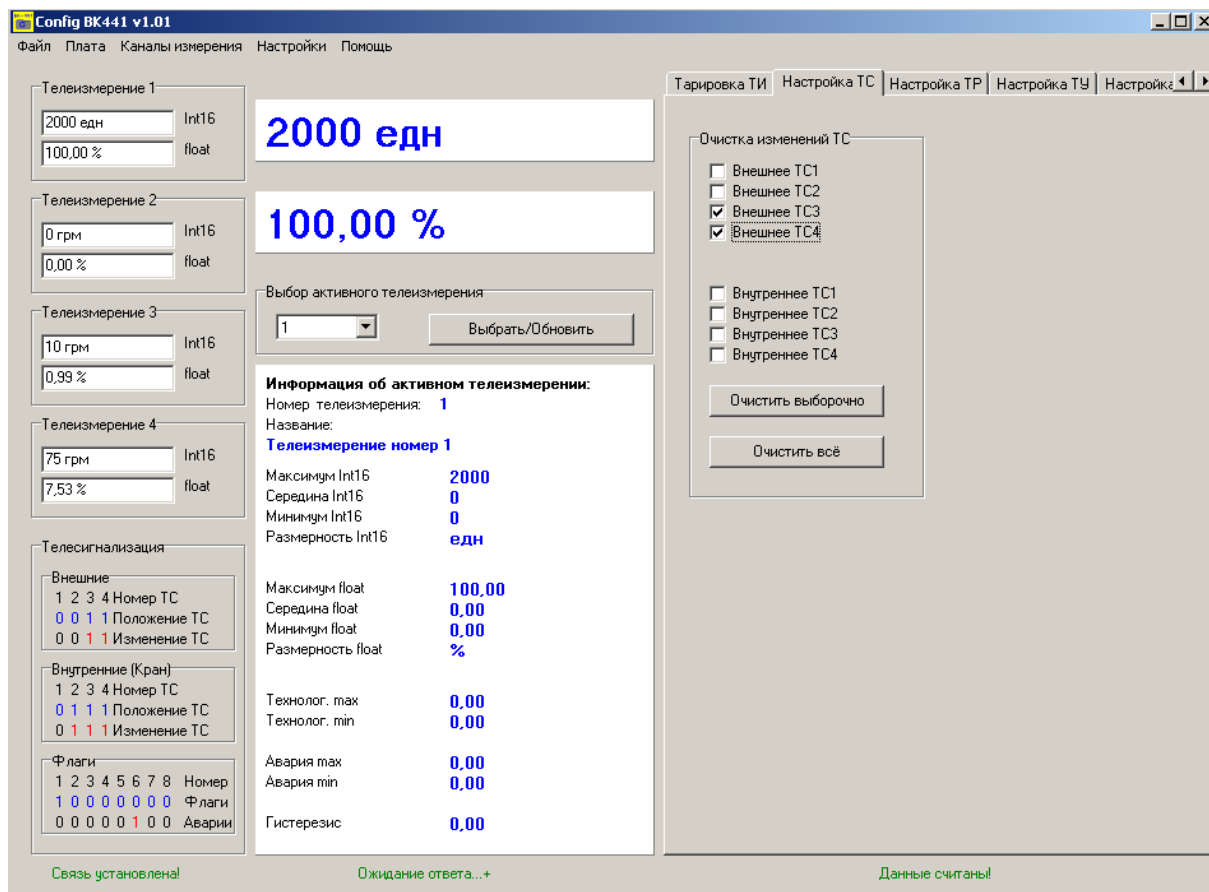 Config BK441 v1.01
Файл Плата Каналы измерения Настройки Помощь
Телеизмерение 1
2000 едн Int16
100,00 % float
Телеизмерение 2
0 грм Int16
0,00 % float
Телеизмерение 3
10 грм Int16
0,99 % float
Телеизмерение 4
75 грм Int16
7,53 % float
Телесигнализация
Внешние
1 2 3 4 Номер ТС
0 0 1 1 Положение ТС
0 0 1 1 Изменение ТС
Внутренние (Кран)
1 2 3 4 Номер ТС
0 1 1 1 Положение ТС
0 1 1 1 Изменение ТС
Флаги
1 2 3 4 5 6 7 8 Номер
1 0 0 0 0 0 0 0 Флаги
0 0 0 0 0 1 0 0 Аварии
2000 едн
100,00 %
Выбор активного телеизмерения
1 Выбрать/Обновить
Информация об активном телеизмерении:
Номер телеизмерения: 1
Название:
Телеизмерение номер 1
Максимум Int16 2000
Середина Int16 0
Минимум Int16 0
Размерность Int16 едн
Максимум float 100,00
Середина float 0,00
Минимум float 0,00
Размерность float %
Технолог. max 0,00
Технолог. min 0,00
Авария max 0,00
Авария min 0,00
Гистерезис 0,00
Тарировка ТИ Настройка ТС Настройка ТР Настройка ТУ Настройка
Очистка изменений ТС
Внешнее ТС1
Внешнее ТС2
Внешнее ТС3
Внешнее ТС4
Внутреннее ТС1
Внутреннее ТС2
Внутреннее ТС3
Внутреннее ТС4
Очистить выборочно
Очистить всё
Связь установлена! Ожидание ответа...+ Данные считаны!